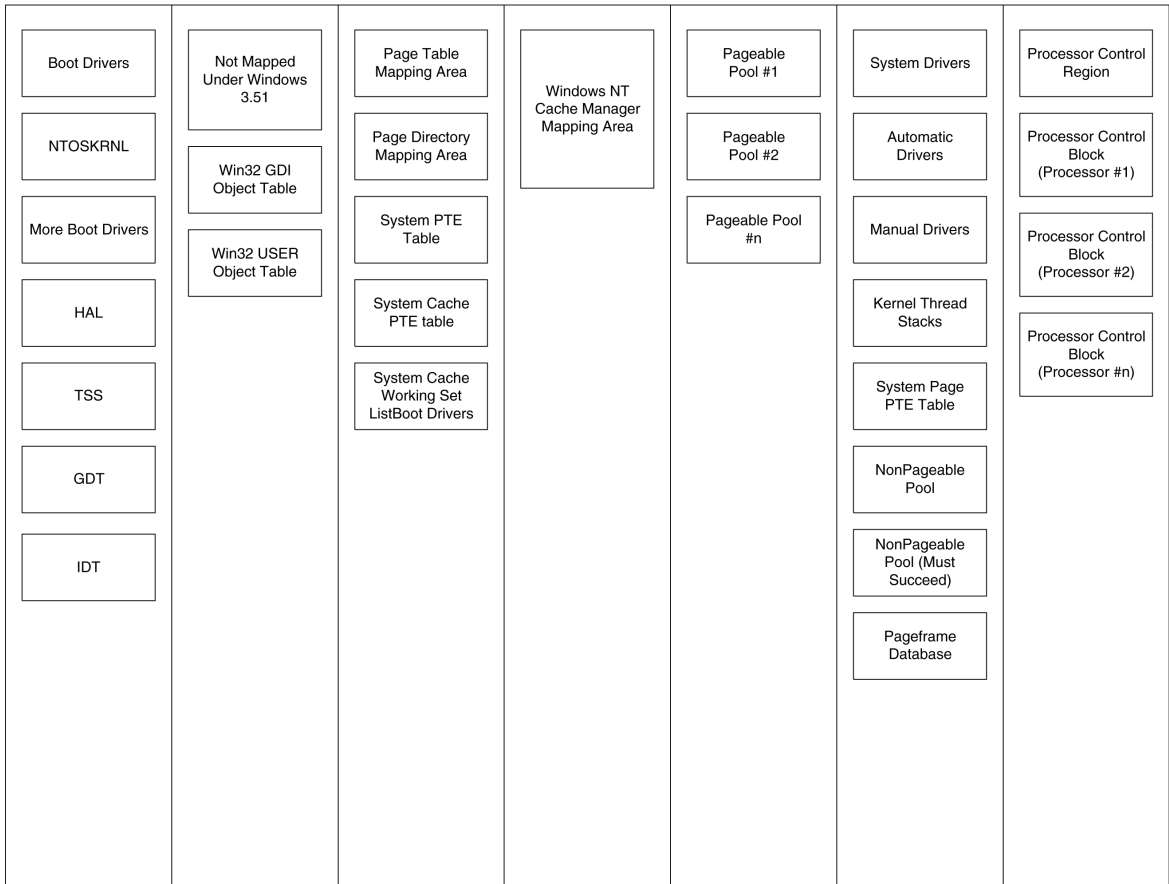 Boot Drivers
NTOSKRNL
More Boot Drivers
HAL
TSS
GDT
IDT
Not Mapped
Under Windows
3.51
Win32 GDI
Object Table
Win32 USER
Object Table
Page Table
Mapping Area
Page Directory
Mapping Area
System PTE
Table
System Cache
PTE table
System Cache
Working Set
ListBoot Drivers
Windows NT
Cache Manager
Mapping Area
Pageable
Pool #1
Pageable
Pool #2
Pageable Pool
#n
System Drivers
Automatic
Drivers
Manual Drivers
Kernel Thread
Stacks
System Page
PTE Table
NonPageable
Pool
NonPageable
Pool (Must
Succeed)
Pageframe
Database
Processor Control
Region
Processor Control
Block
(Processor #1)
Processor Control
Block
(Processor #2)
Processor Control
Block
(Processor #n)